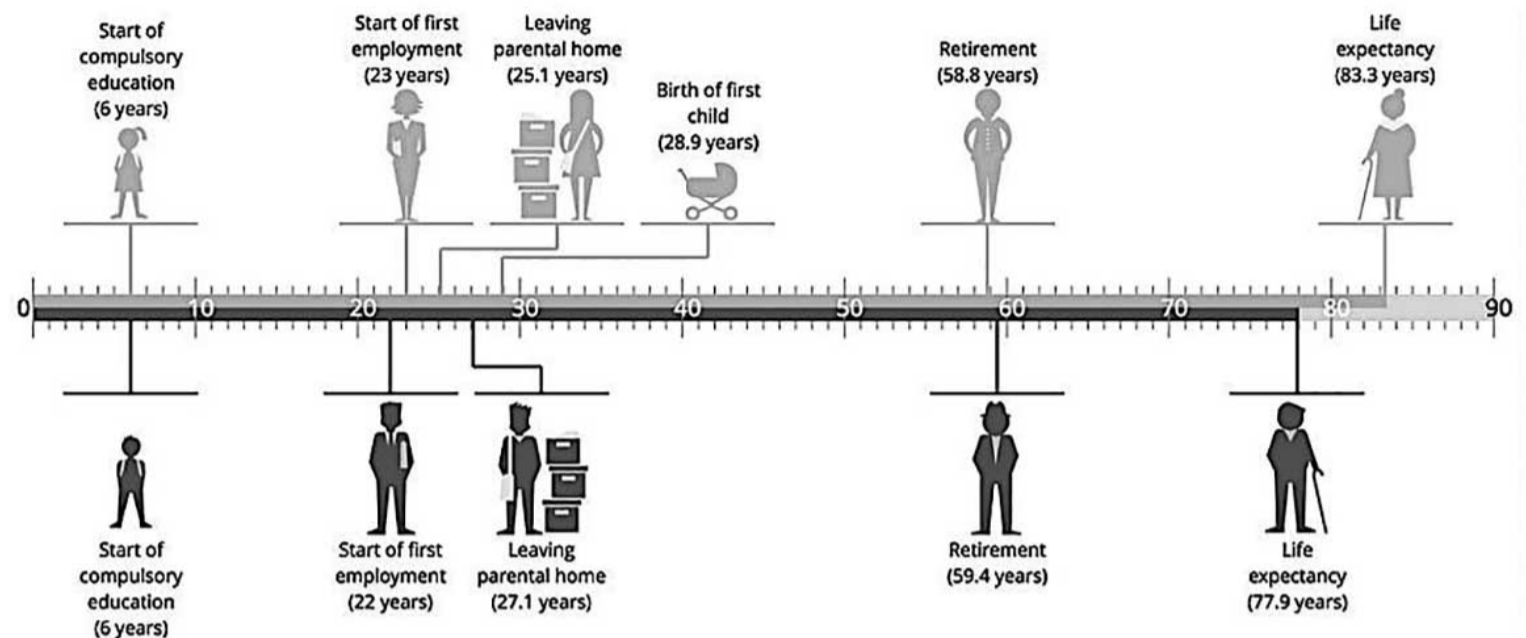 Start of
compulsory
education
(6 years)
Start of first
employment
(23 years)
Leaving
parental home
(25.1 years)
Birth of first
child
(28.9 years)
Retirement
(58.8 years)
Life
expectancy
(83.3 years)
0 10 20 30 40 50 60 70 80 90
Start of
compulsory
education
(6 years)
Start of first
employment
(22 years)
Leaving
parental home
(27.1 years)
Retirement
(59.4 years)
Life
expectancy
(77.9 years)